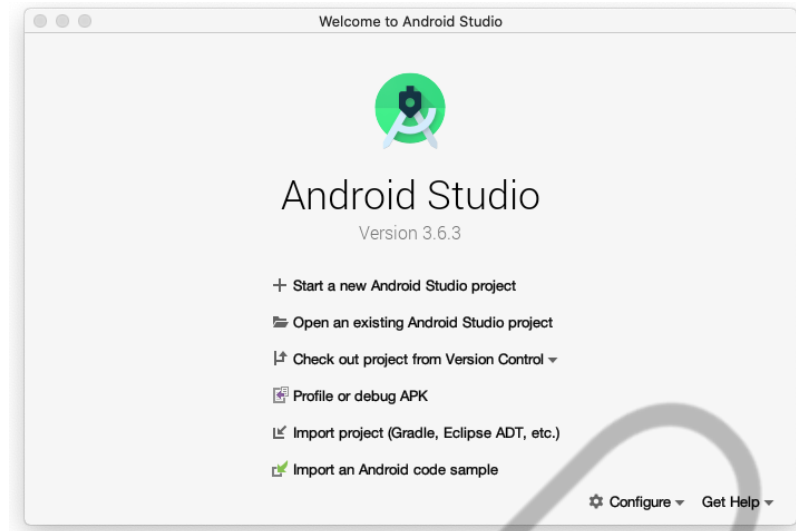 Welcome to Android Studio
Android Studio
Version 3.6.3
Start a new Android Studio project
Open an existing Android Studio project
Check out project from Version Control
Profile or debug APK
Import project (Gradle, Eclipse ADT, etc.)
Import an Android code sample
Configure Get Help